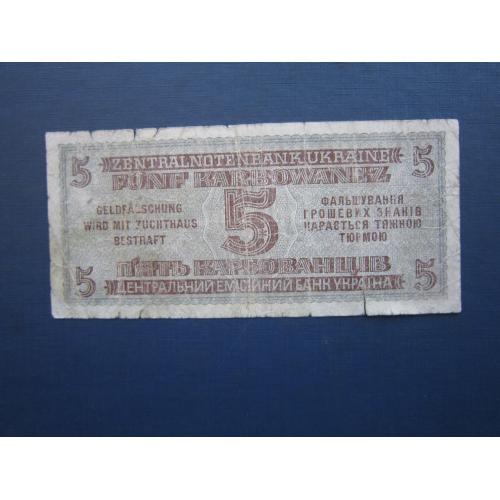 5 ZENTRALNOTENBANK UKRAINE 5
FÜNF KARBOWANEZ
GELDFÄLSCHUNG
WIRD MIT ZUCHTHAUS
BESTRAFT
5
ФАЛЬШУВАННЯ
ГРОШЕВИХ ЗНАКІВ
КАРАЄТЬСЯ ТЯЖКОЮ
ТЮРМОЮ
П'ЯТЬ КАРБОВАНЦІВ
5 ЦЕНТРАЛЬНИЙ ЕМІСІЙНИЙ БАНК УКРАЇНА 5